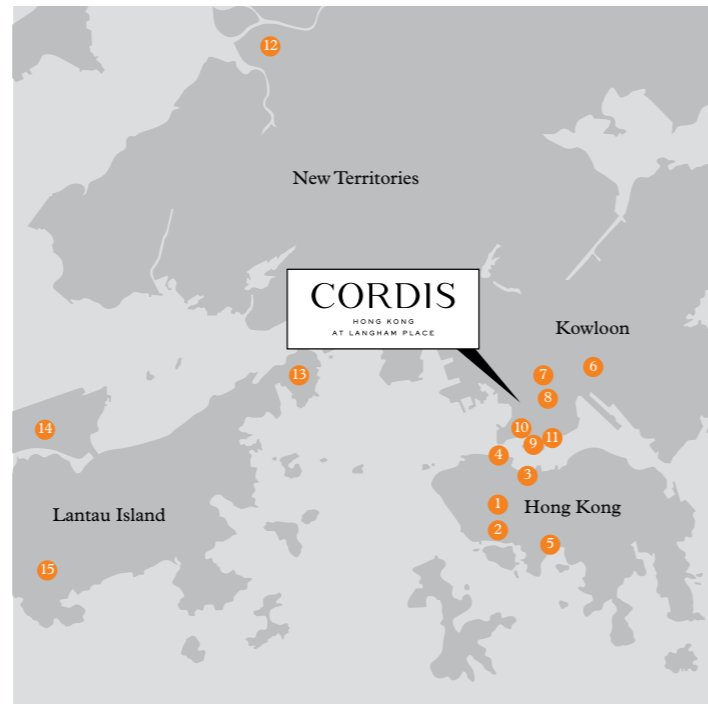 12
New Territories
CORDIS
HONG KONG
AT LANGHAM PLACE
Kowloon
6
7
13
8
10
14
11
9
4
3
1
Hong Kong
Lantau Island
2
5
15